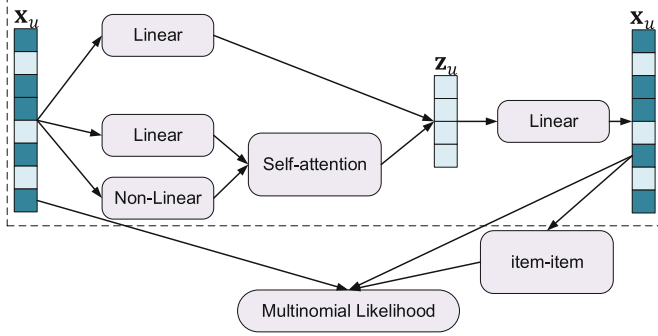 x_u
x_u
Linear
z_u
Linear
Linear
Self-attention
Non-Linear
item-item
Multinomial Likelihood